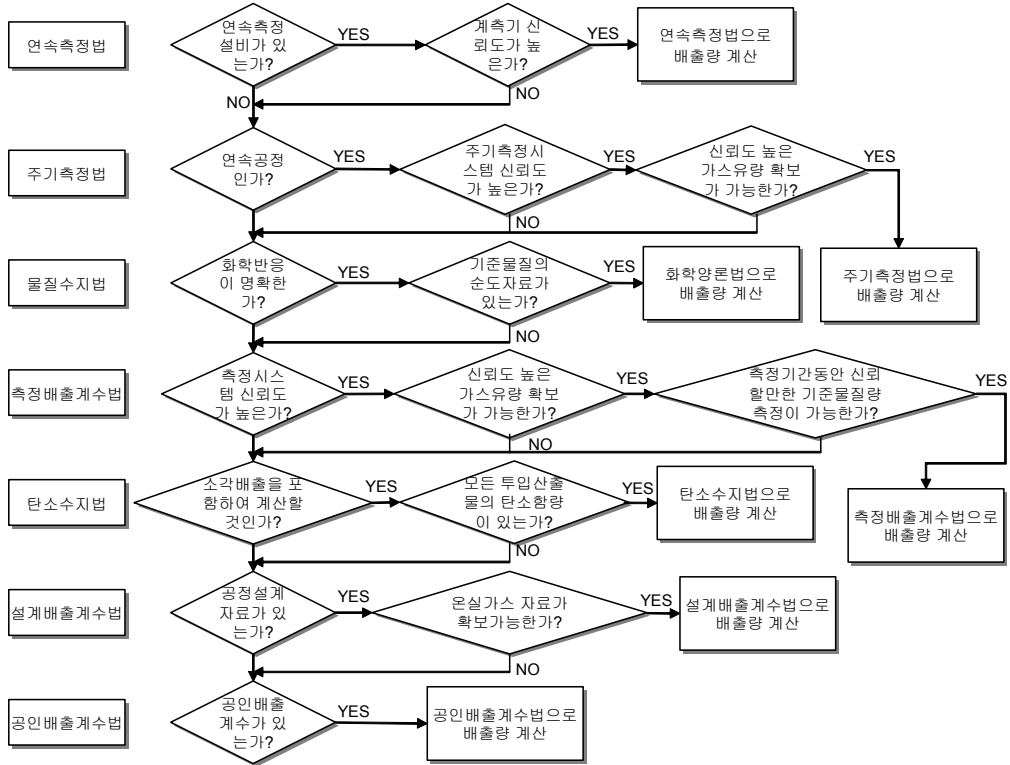 연속측정법
연속측정
설비가 있
는가?
YES
계측기 신
뢰도가 높
은가?
YES
연속측정법으로
배출량 계산
NO
NO
주기측정법
연속공정
인가?
YES
주기측정시
스템 신뢰도
가 높은가?
YES
신뢰도 높은
가스유량 확보
가 가능한가?
YES
NO
물질수지법
화학반응
이 명확한
가?
YES
기준물질의
순도자료가
있는가?
YES
화학양론법으로
배출량 계산
주기측정법으로
배출량 계산
NO
측정배출계수법
측정시스
템 신뢰도
가 높은가?
YES
신뢰도 높은
가스유량 확보
가 가능한가?
YES
측정기간동안 신뢰
할만한 기준물질량
측정이 가능한가?
YES
NO
탄소수지법
소각배출을 포
함하여 계산할
것인가?
YES
모든 투입산출
물의 탄소함량
이 있는가?
YES
탄소수지법으로
배출량 계산
측정배출계수법으로
배출량 계산
NO
설계배출계수법
공정설계
자료가 있
는가?
YES
온실가스 자료가
확보가능한가?
YES
설계배출계수법으로
배출량 계산
NO
공인배출계수법
공인배출
계수가 있
는가?
YES
공인배출계수법으로
배출량 계산